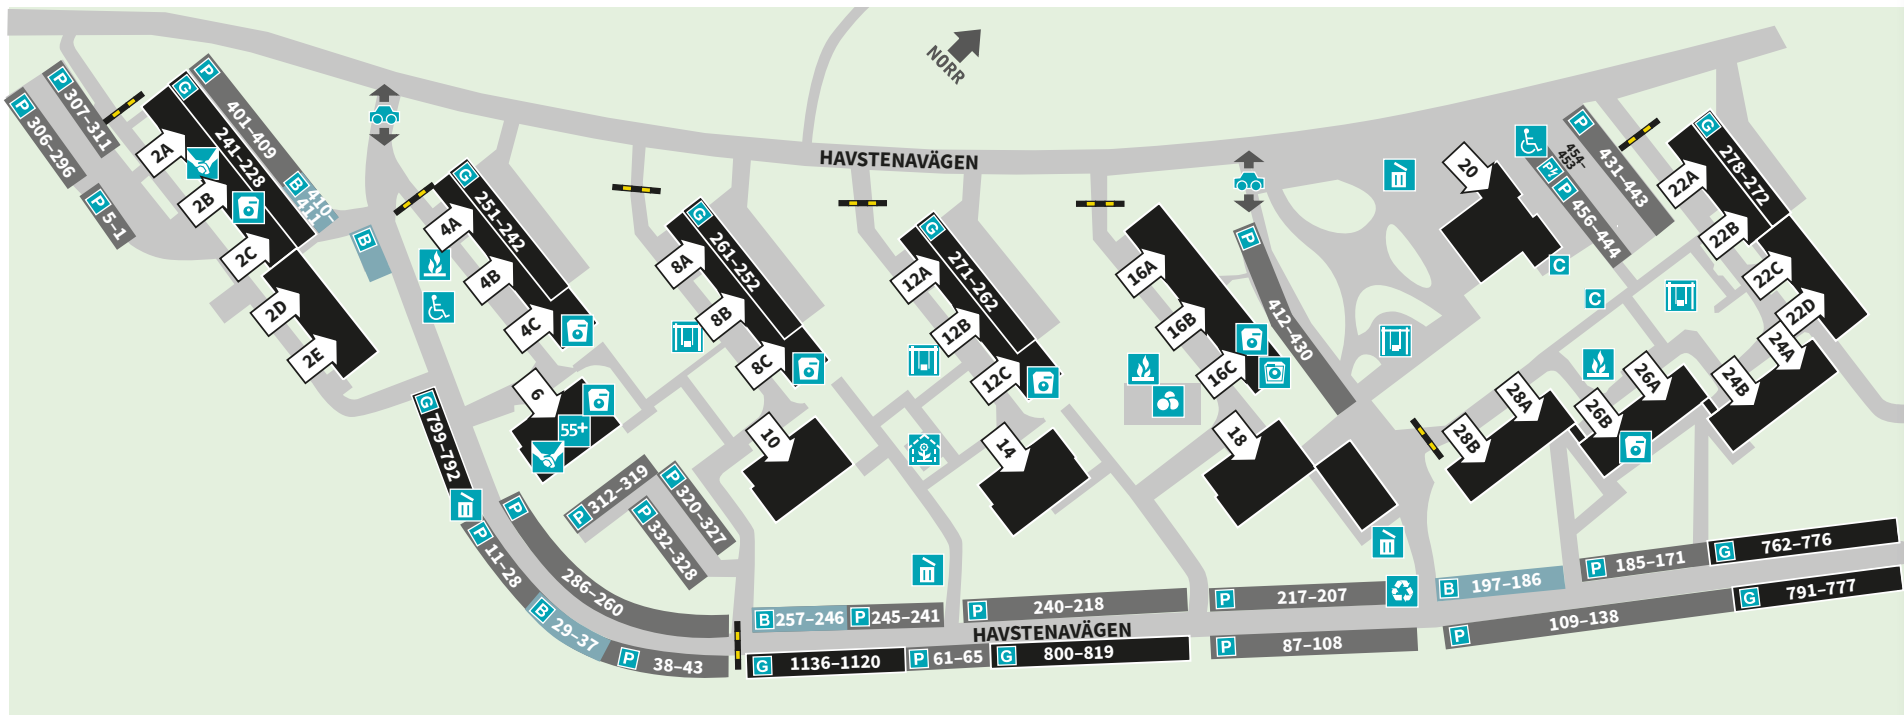 NORR
HAVSTENAVÄGEN
P 306–296
P 307–311
P 5–1
2A
2B
2C
2D
2E
G 241–228
P 401–409
B 410–
411
B
4A
4B
4C
G 251–242
6
55+
8A
8B
8C
G 261–252
10
12A
12B
12C
G 271–262
14
16A
16B
16C
18
P 412–430
20
P
P 456–444
454–
453
P 431–443
C
C
22A
22B
22C
22D
G 278–272
24A
24B
26A
26B
28A
28B
G 799–792
P 11–28
B 29–37
P 38–43
P 286–260
P 312–319
P 320–327
P 332–328
B 257–246
P 245–241
P 240–218
P 217–207
B 197–186
P 185–171
G 762–776
HAVSTENAVÄGEN
G 1136–1120
P 61–65
G 800–819
P 87–108
P 109–138
G 791–777